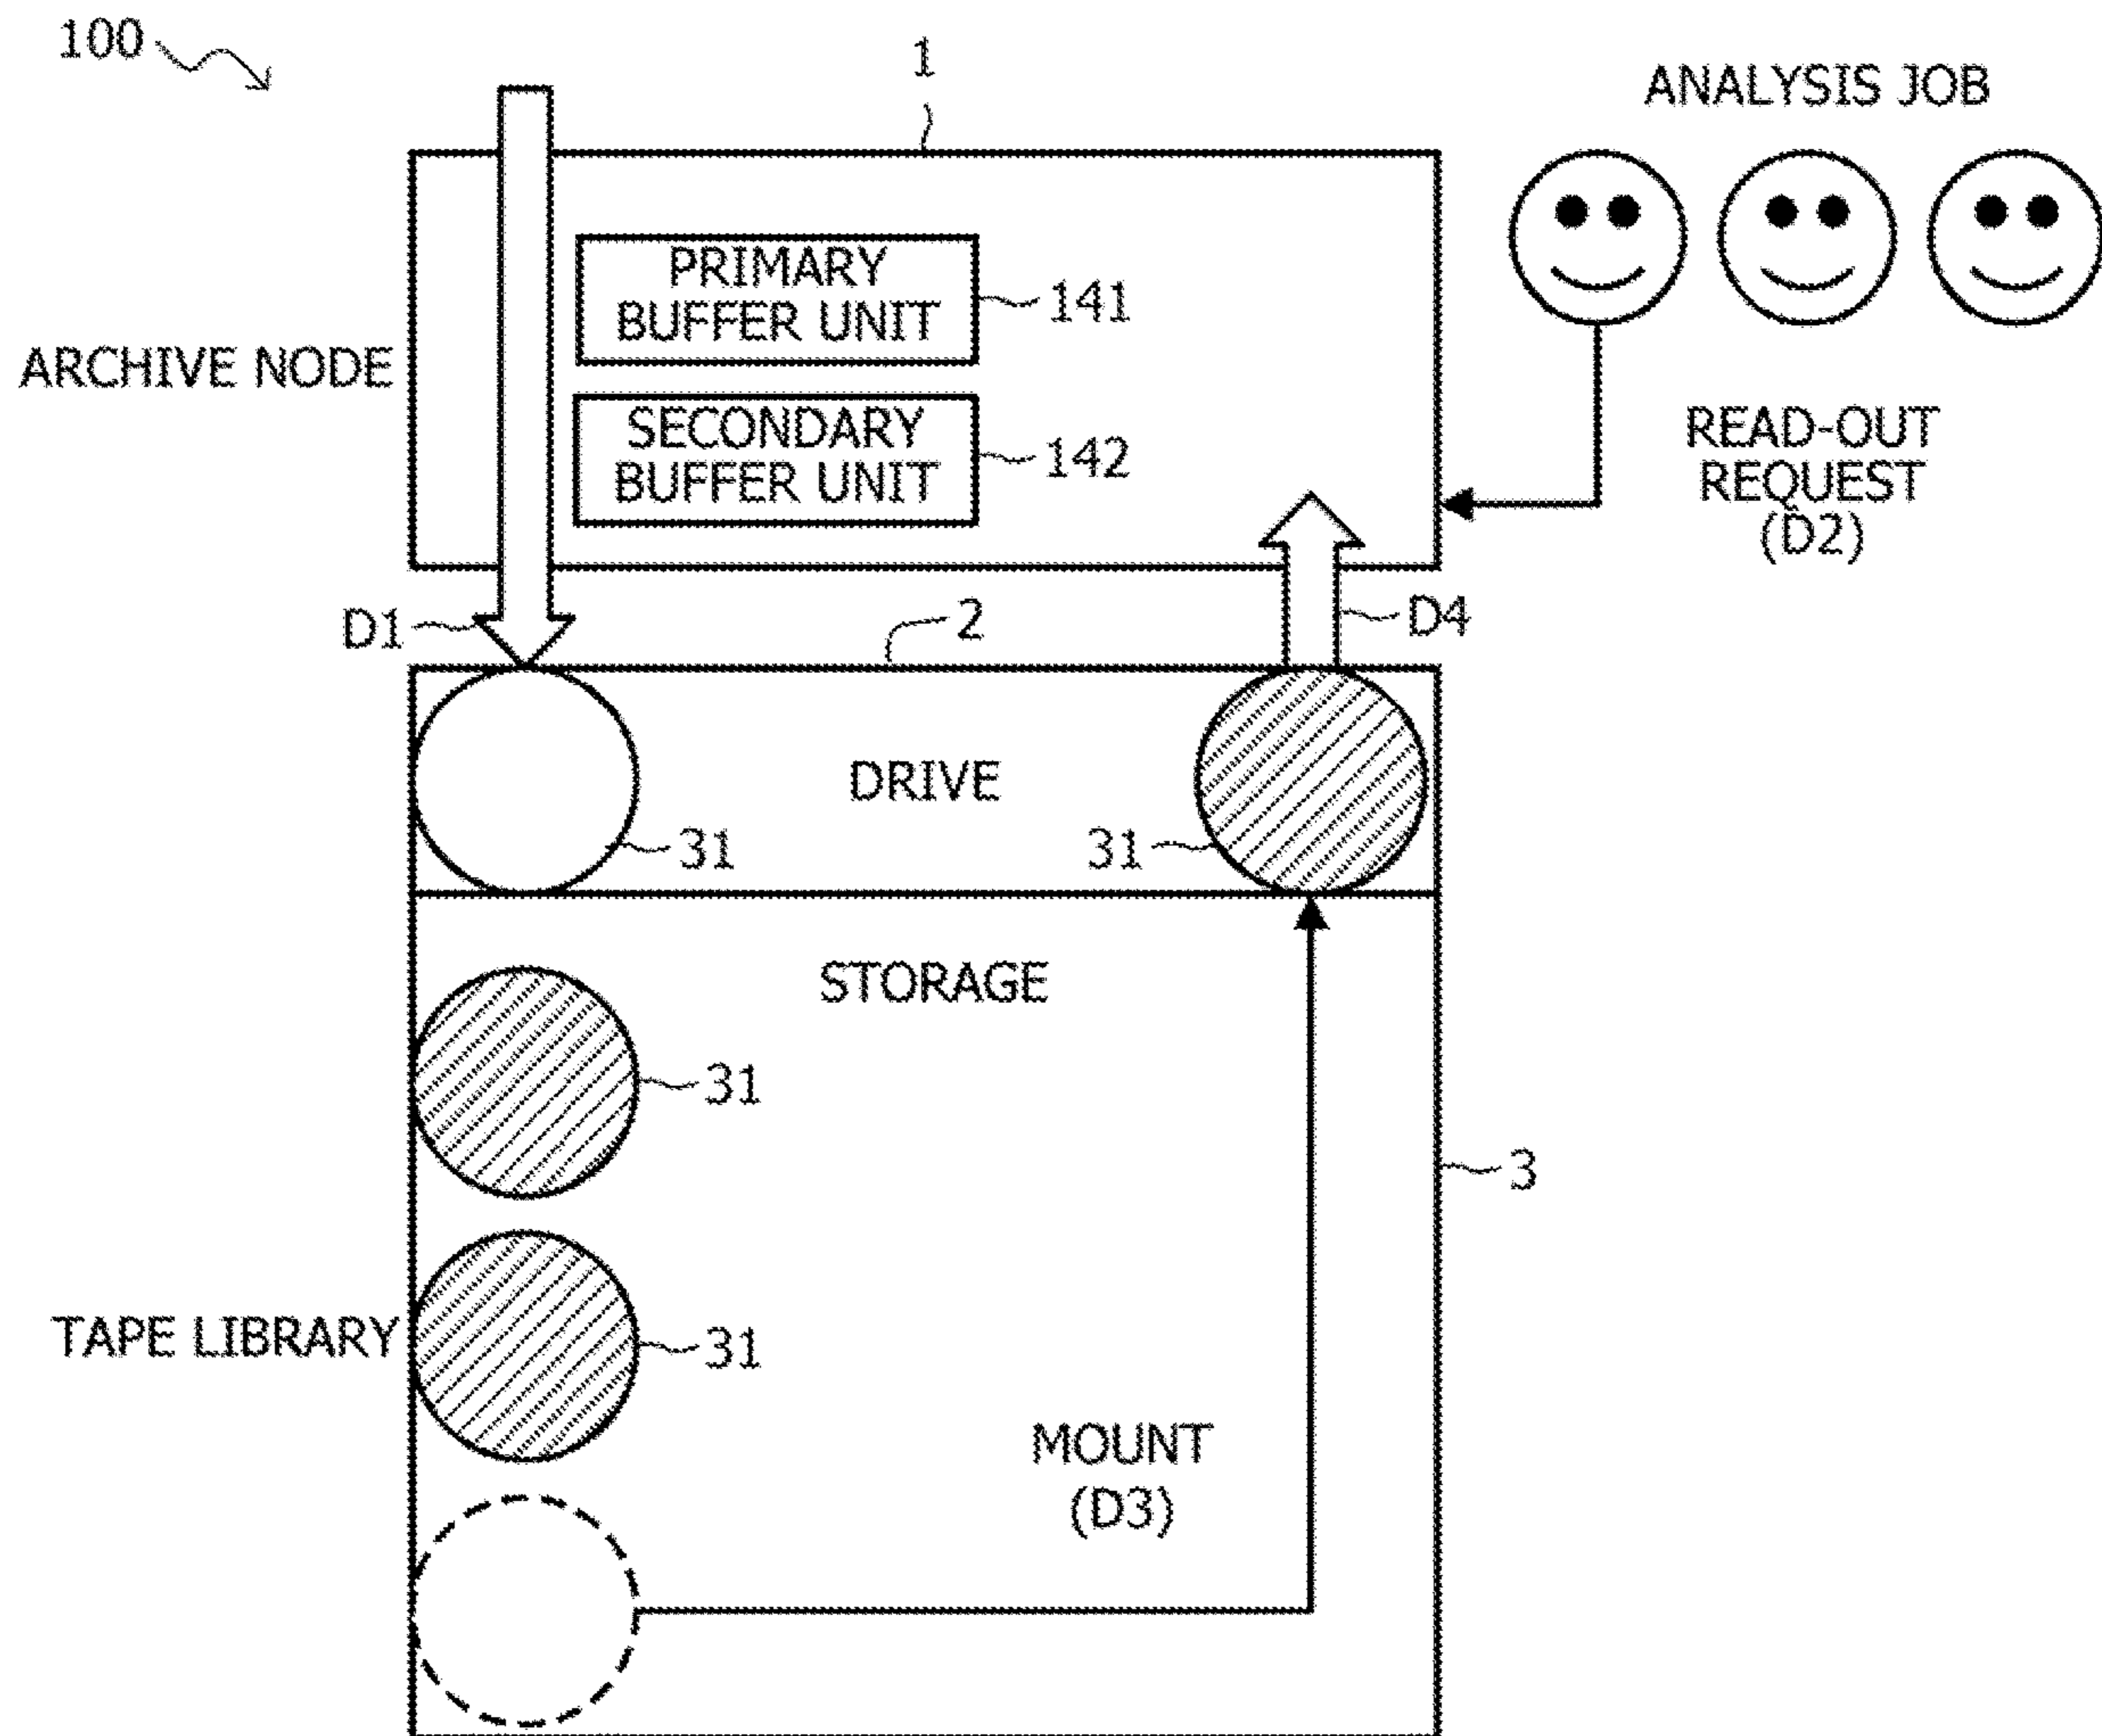 100
1
ANALYSIS JOB
PRIMARY
BUFFER UNIT
141
ARCHIVE NODE
SECONDARY
BUFFER UNIT
142
READ-OUT
REQUEST
(D2)
D1
2
D4
DRIVE
31
31
STORAGE
31
3
TAPE LIBRARY
31
MOUNT
(D3)